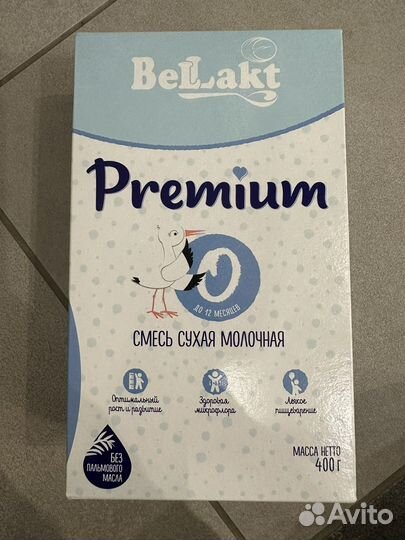 BeLLakt
Premium
0
ДО 12 МЕСЯЦЕВ
СМЕСЬ СУХАЯ МОЛОЧНАЯ
Оптимальный
рост и развитие
Здоровая
микрофлора
Легкое
пищеварение
БЕЗ
ПАЛЬМОВОГО
МАСЛА
МАССА НЕТТО
400 Г
Avito